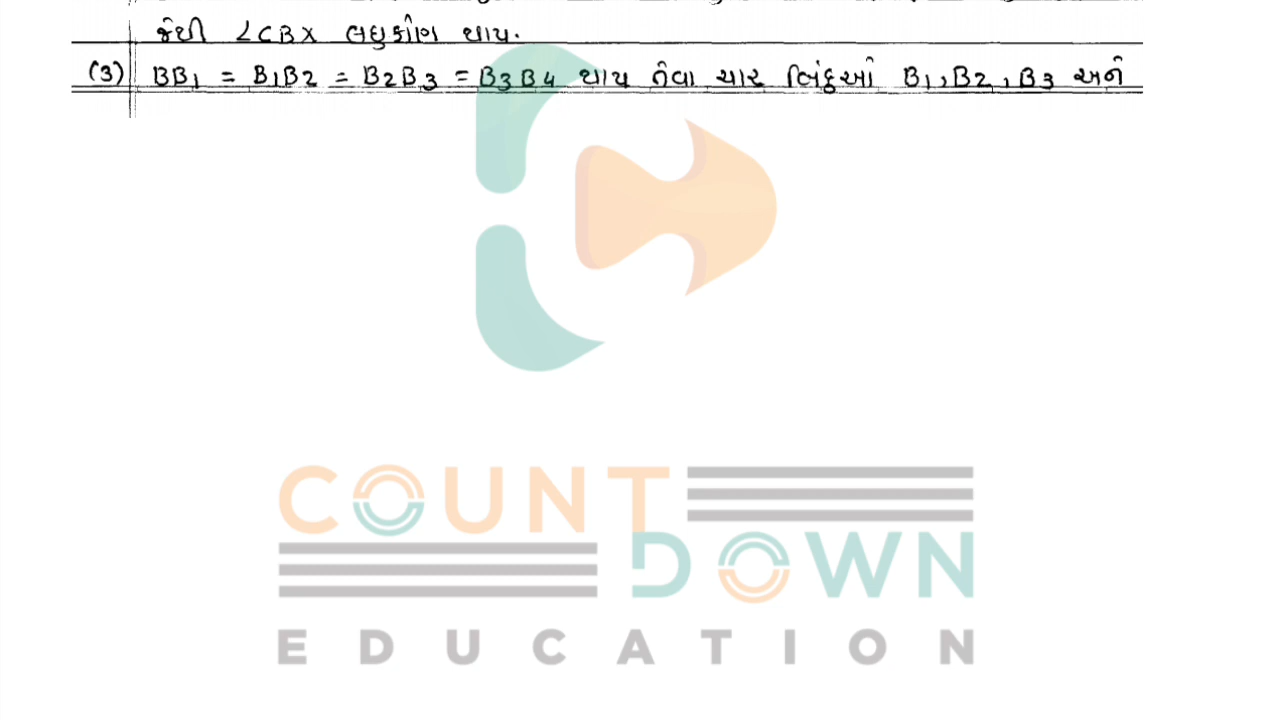 જેથી ∠CBX લઘુકોણ થાય.
(3) BB1 = B1B2 = B2B3 = B3B4 થાય તેવા ચાર બિંદુઓ B1, B2, B3 અને
COUNT
DOWN
EDUCATION